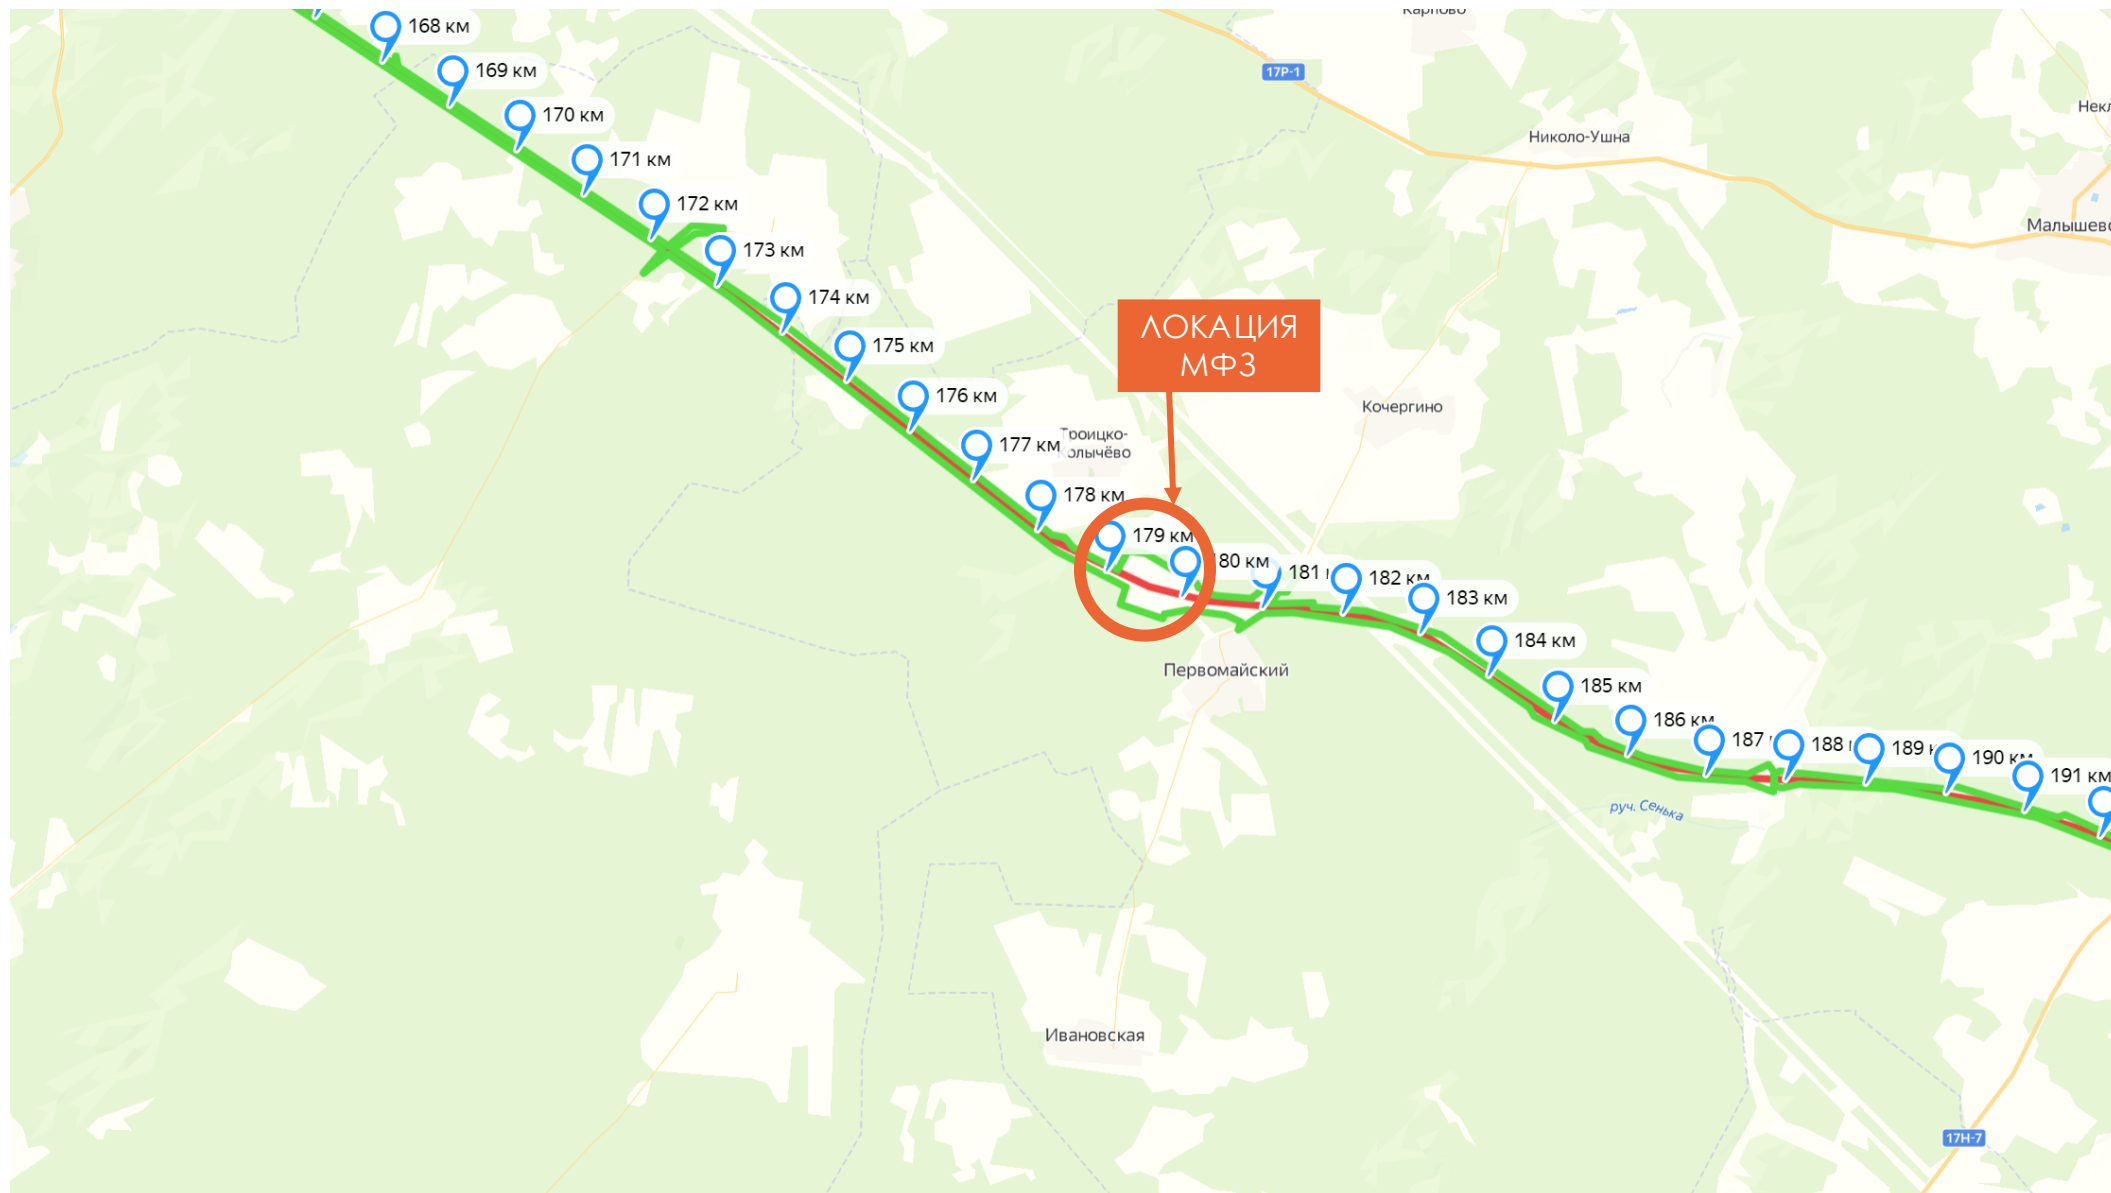 Карпово
168 км
17Р-1
169 км
Некл
170 км
Николо-Ушна
171 км
172 км
Малышево
173 км
174 км
ЛОКАЦИЯ
МФЗ
175 км
176 км
Кочергино
177 км
Троицко-
Колычёво
178 км
179 км
180 км
181
182 км
183 км
184 км
Первомайский
185 км
186 км
187
188
189 к
190 км
191 км
руч. Сенька
Ивановская
17Н-7